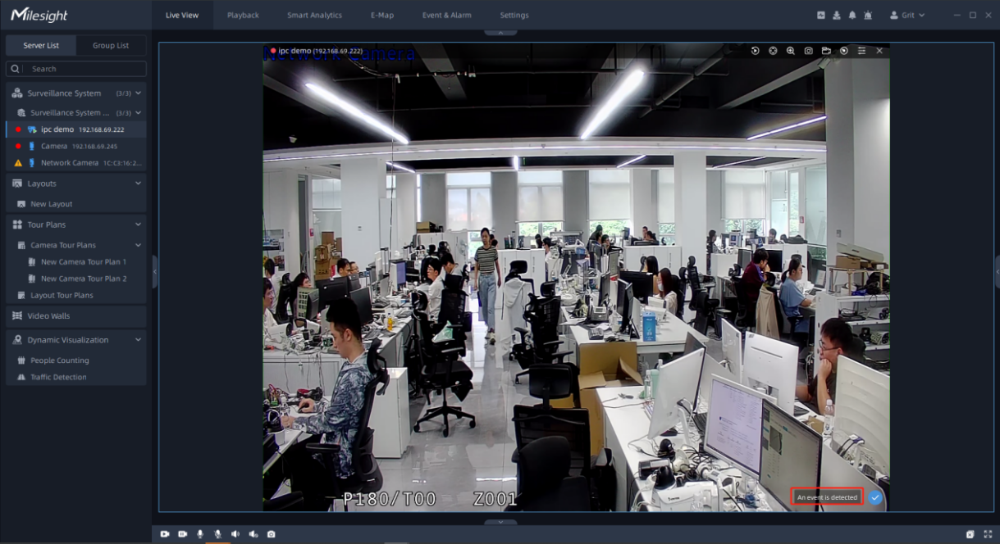 Milesight
Live View
Playback
Smart Analytics
E-Map
Event & Alarm
Settings
Grit
Server List
Group List
Search
Surveillance System (3/3)
Surveillance System ... (3/3)
ipc demo 192.168.69.222
Camera 192.168.69.245
Network Camera 1C:C3:16:2...
Layouts
New Layout
Tour Plans
Camera Tour Plans
New Camera Tour Plan 1
New Camera Tour Plan 2
Layout Tour Plans
Video Walls
Dynamic Visualization
People Counting
Traffic Detection
ipc demo (192.168.69.222)
Network Camera
P180/T00 Z001
An event is detected